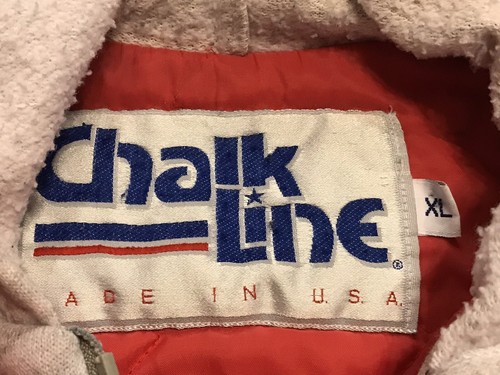 Chalk
Line®
ADE IN U.S.A.
XL